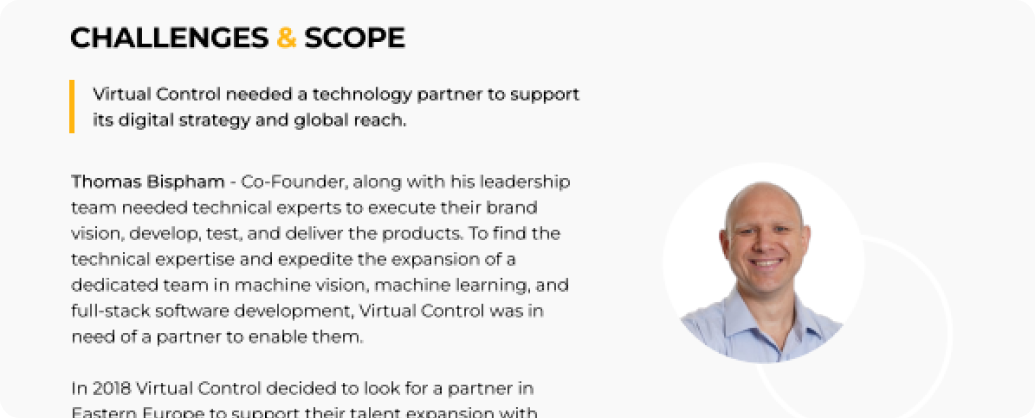 CHALLENGES & SCOPE
Virtual Control needed a technology partner to support
its digital strategy and global reach.
Thomas Bispham - Co-Founder, along with his leadership
team needed technical experts to execute their brand
vision, develop, test, and deliver the products. To find the
technical expertise and expedite the expansion of a
dedicated team in machine vision, machine learning, and
full-stack software development, Virtual Control was in
need of a partner to enable them.
In 2018 Virtual Control decided to look for a partner in
Eastern Europe to support their talent expansion with